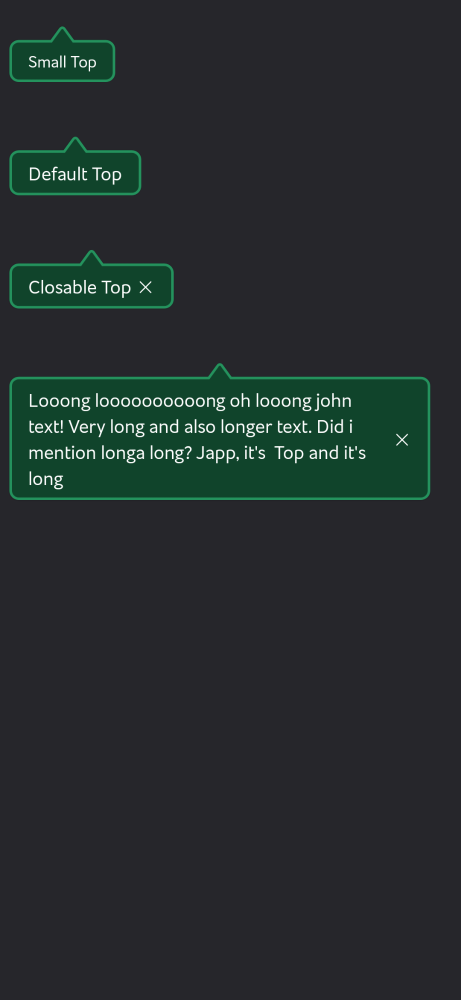 Small Top
Default Top
Closable Top
Looong looooooooooong oh looong john
text! Very long and also longer text. Did i
mention longa long? Japp, it's  Top and it's
long